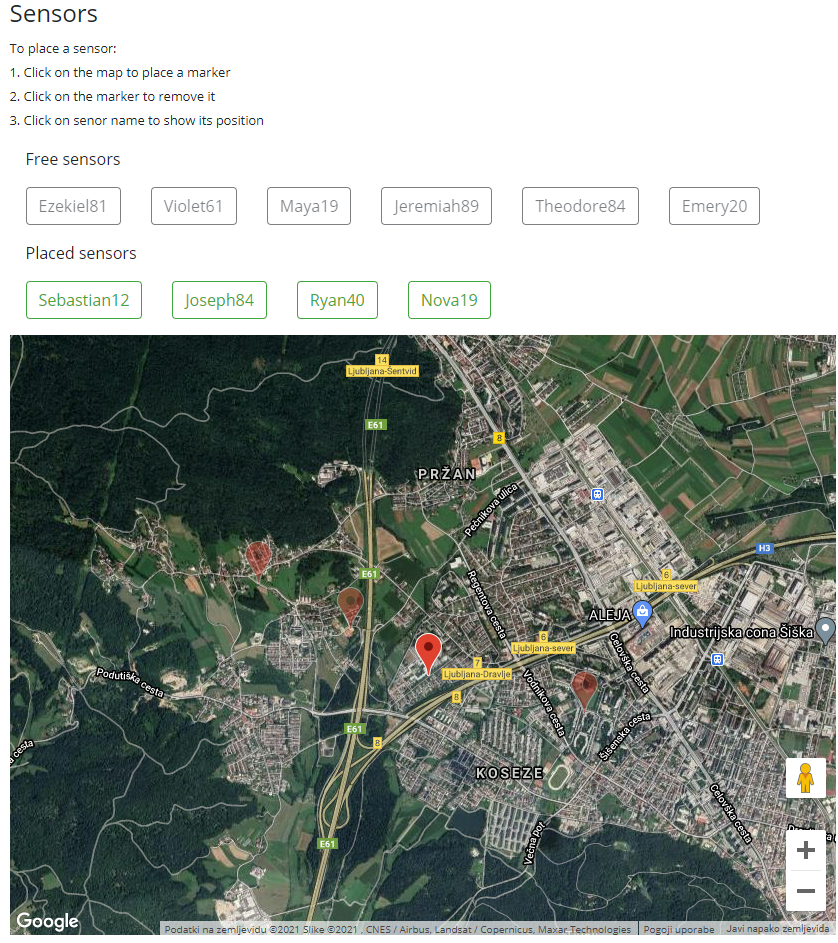 Sensors
To place a sensor:
1. Click on the map to place a marker
2. Click on the marker to remove it
3. Click on senor name to show its position
Free sensors
Ezekiel81 Violet61 Maya19 Jeremiah89 Theodore84 Emery20
Placed sensors
Sebastian12 Joseph84 Ryan40 Nova19
14
Ljubljana-Šentvid
E61
8
PRŽAN
Pečnikova ulica
H3
E61
6
Ljubljana-sever
Regentova cesta
ALEJA
Industrijska cona Šiška
6
Ljubljana-sever
7
Ljubljana-Dravlje
Celovška cesta
Podutiška cesta
8
Vodnikova cesta
Šišenska cesta
E61
8
cesta
KOSEZE
Celovška cesta
Večna pot
E61
Google
Podatki na zemljevidu ©2021 Slike ©2021 , CNES / Airbus, Landsat / Copernicus, Maxar Technologies
Pogoji uporabe
Javi napako zemljevida